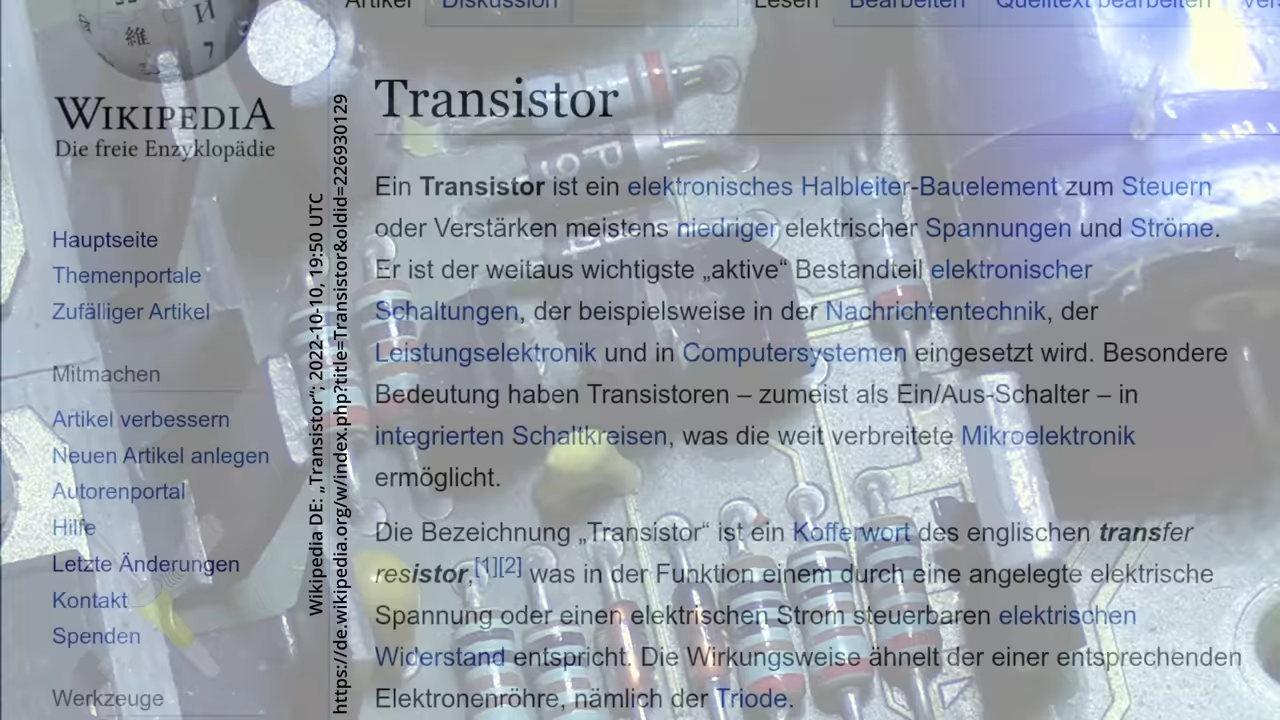 Artikel Diskussion Lesen Bearbeiten Quelltext bearbeiten
維
И
WIKIPEDIA
Die freie Enzyklopädie
Hauptseite
Themenportale
Zufälliger Artikel
Mitmachen
Artikel verbessern
Neuen Artikel anlegen
Autorenportal
Hilfe
Letzte Änderungen
Kontakt
Spenden
Werkzeuge
Wikipedia DE: „Transistor“; 2022-10-10, 19:50 UTC
https://de.wikipedia.org/w/index.php?title=Transistor&oldid=226930129
Transistor
Ein Transistor ist ein elektronisches Halbleiter-Bauelement zum Steuern
oder Verstärken meistens niedriger elektrischer Spannungen und Ströme.
Er ist der weitaus wichtigste „aktive“ Bestandteil elektronischer
Schaltungen, der beispielsweise in der Nachrichtentechnik, der
Leistungselektronik und in Computersystemen eingesetzt wird. Besondere
Bedeutung haben Transistoren – zumeist als Ein/Aus-Schalter – in
integrierten Schaltkreisen, was die weit verbreitete Mikroelektronik
ermöglicht.
Die Bezeichnung „Transistor“ ist ein Kofferwort des englischen transfer
resistor,[1][2] was in der Funktion einem durch eine angelegte elektrische
Spannung oder einen elektrischen Strom steuerbaren elektrischen
Widerstand entspricht. Die Wirkungsweise ähnelt der einer entsprechenden
Elektronenröhre, nämlich der Triode.